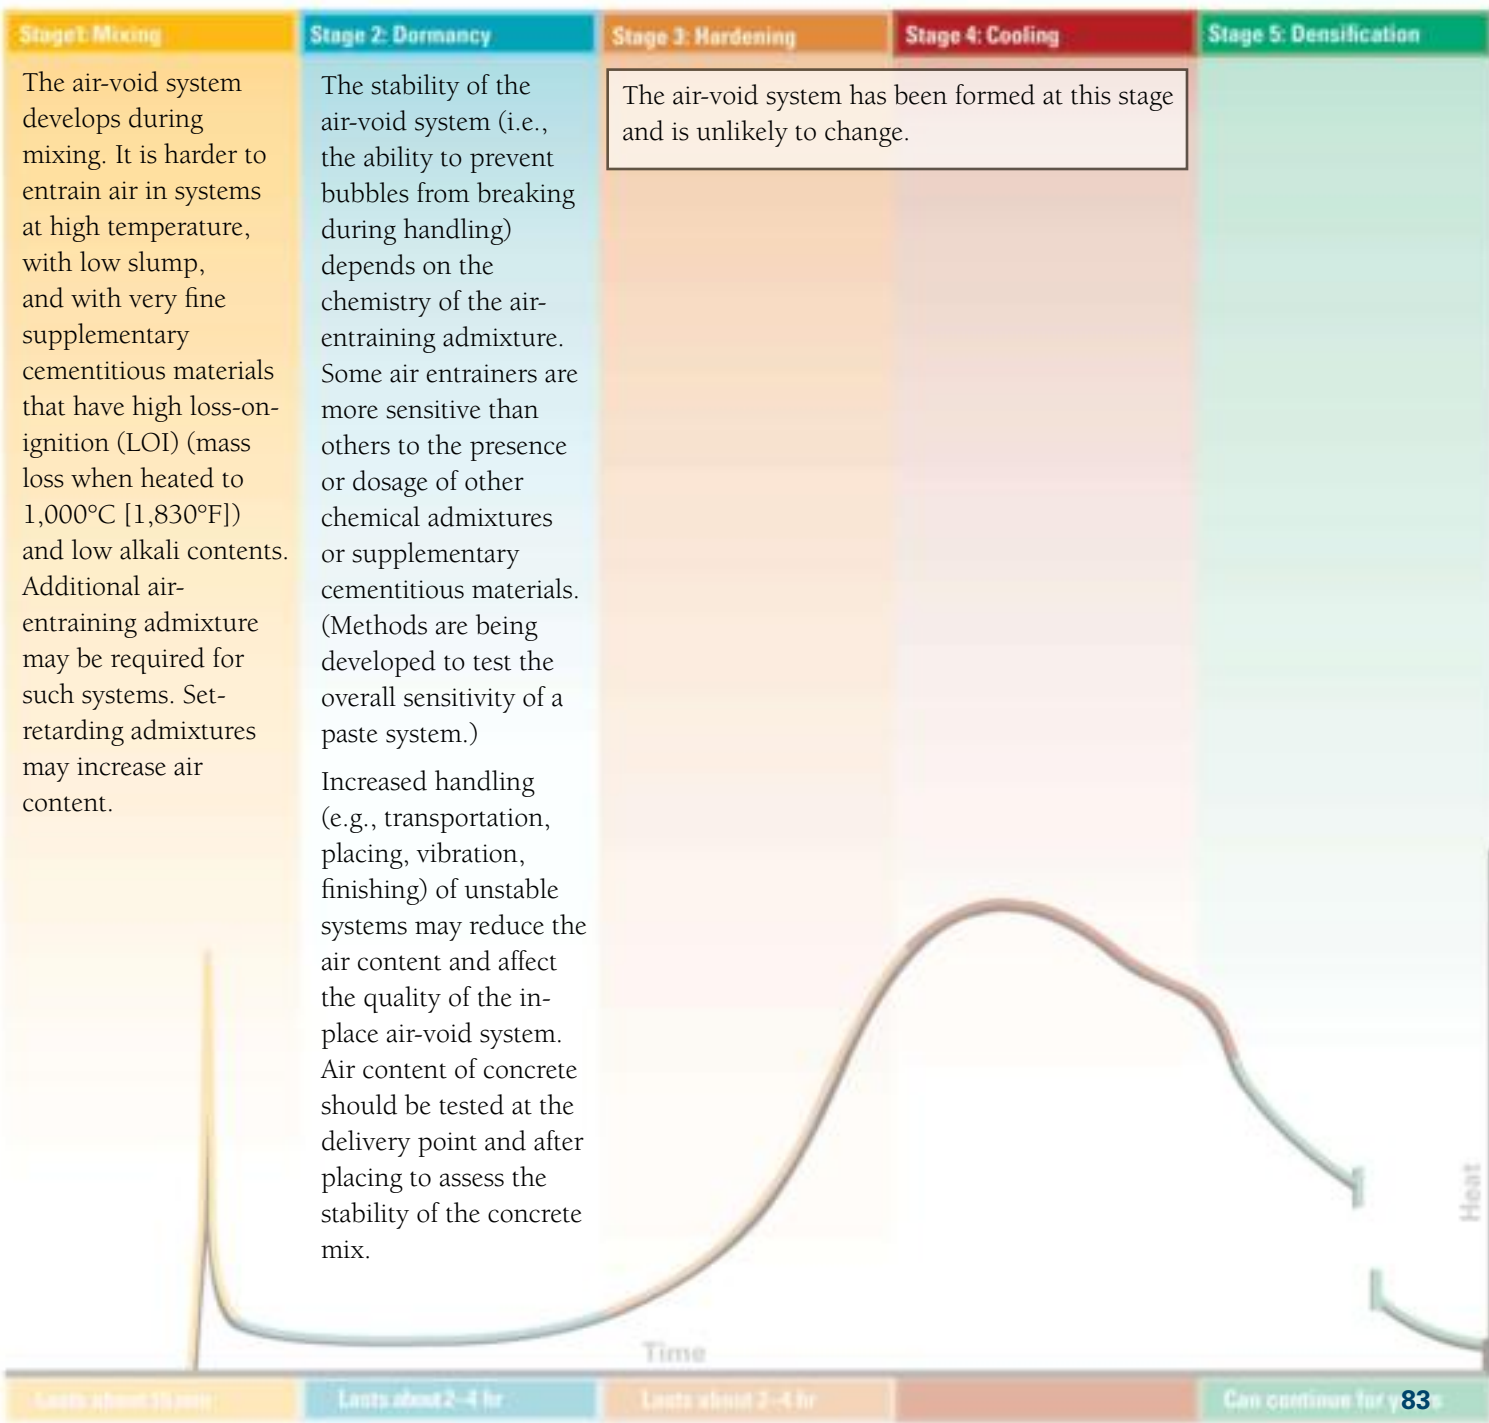 Stage1: Mixing
The air-void system
develops during
mixing. It is harder to
entrain air in systems
at high temperature,
with low slump,
and with very fine
supplementary
cementitious materials
that have high loss-on-
ignition (LOI) (mass
loss when heated to
1,000°C [1,830°F])
and low alkali contents.
Additional air-
entraining admixture
may be required for
such systems. Set-
retarding admixtures
may increase air
content.
Stage 2: Dormancy
The stability of the
air-void system (i.e.,
the ability to prevent
bubbles from breaking
during handling)
depends on the
chemistry of the air-
entraining admixture.
Some air entrainers are
more sensitive than
others to the presence
or dosage of other
chemical admixtures
or supplementary
cementitious materials.
(Methods are being
developed to test the
overall sensitivity of a
paste system.)
Increased handling
(e.g., transportation,
placing, vibration,
finishing) of unstable
systems may reduce the
air content and affect
the quality of the in-
place air-void system.
Air content of concrete
should be tested at the
delivery point and after
placing to assess the
stability of the concrete
mix.
Stage 3: Hardening
Stage 4: Cooling
The air-void system has been formed at this stage
and is unlikely to change.
Stage 5: Densification
Heat
Time
Lasts about 15 min
Lasts about 2–4 hr
Lasts about 2–4 hr
Can continue for
83